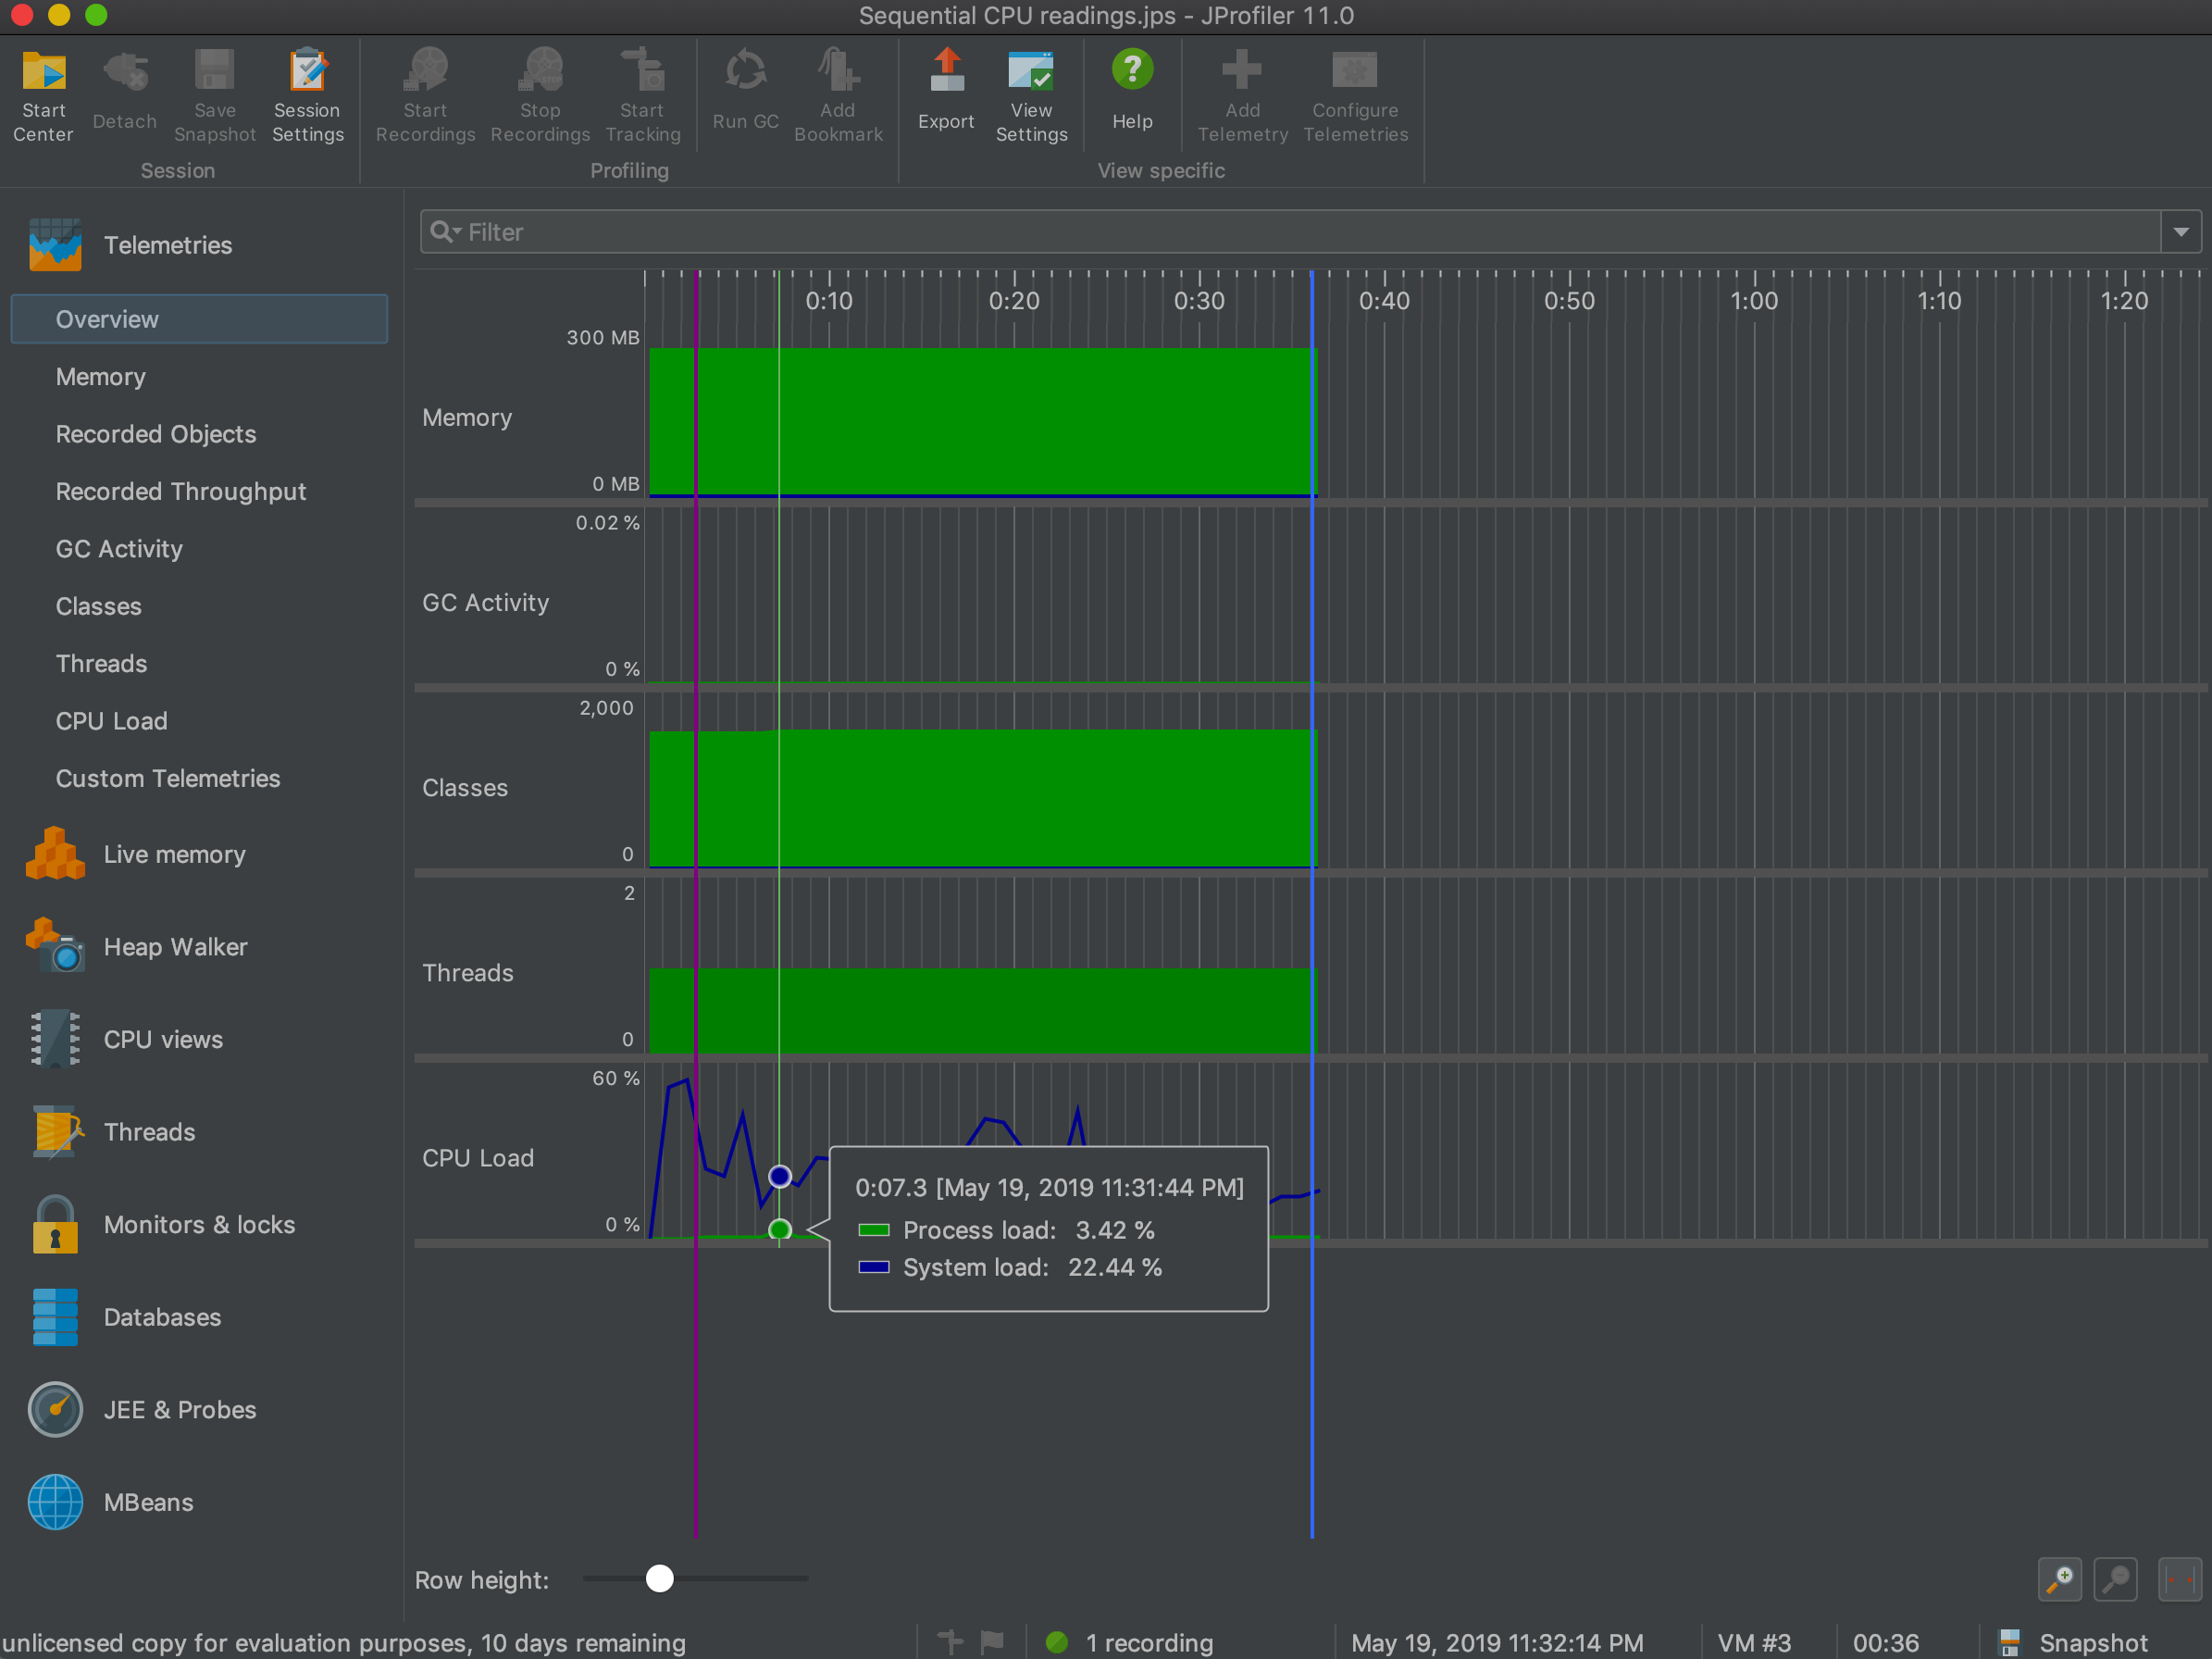 Sequential CPU readings.jps - JProfiler 11.0
Start Center
Detach
Save Snapshot
Session Settings
Start Recordings
Stop Recordings
Start Tracking
Run GC
Add Bookmark
Export
View Settings
Help
Add Telemetry
Configure Telemetries
Session
Profiling
View specific
Telemetries
Overview
Memory
Recorded Objects
Recorded Throughput
GC Activity
Classes
Threads
CPU Load
Custom Telemetries
Live memory
Heap Walker
CPU views
Threads
Monitors & locks
Databases
JEE & Probes
MBeans
Filter
0:10 0:20 0:30 0:40 0:50 1:00 1:10 1:20
300 MB
Memory
0 MB
0.02 %
GC Activity
0 %
2,000
Classes
0
2
Threads
0
60 %
CPU Load
0 %
0:07.3 [May 19, 2019 11:31:44 PM]
Process load: 3.42 %
System load: 22.44 %
Row height:
unlicensed copy for evaluation purposes, 10 days remaining
1 recording
May 19, 2019 11:32:14 PM
VM #3
00:36
Snapshot